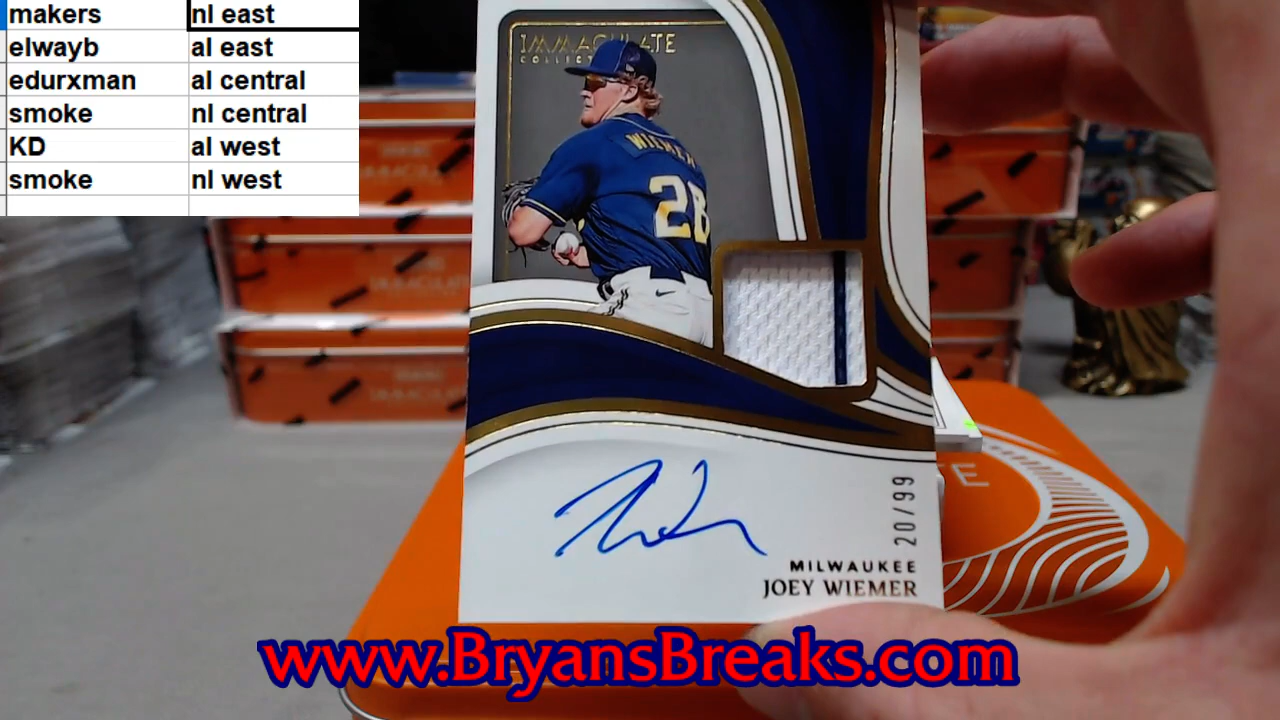 makers nl east
elwayb al east
edurxman al central
smoke nl central
KD al west
smoke nl west
IMMACULATE
COLLECT
WIEMER
28
20/99
MILWAUKEE
JOEY WIEMER
www.BryansBreaks.com